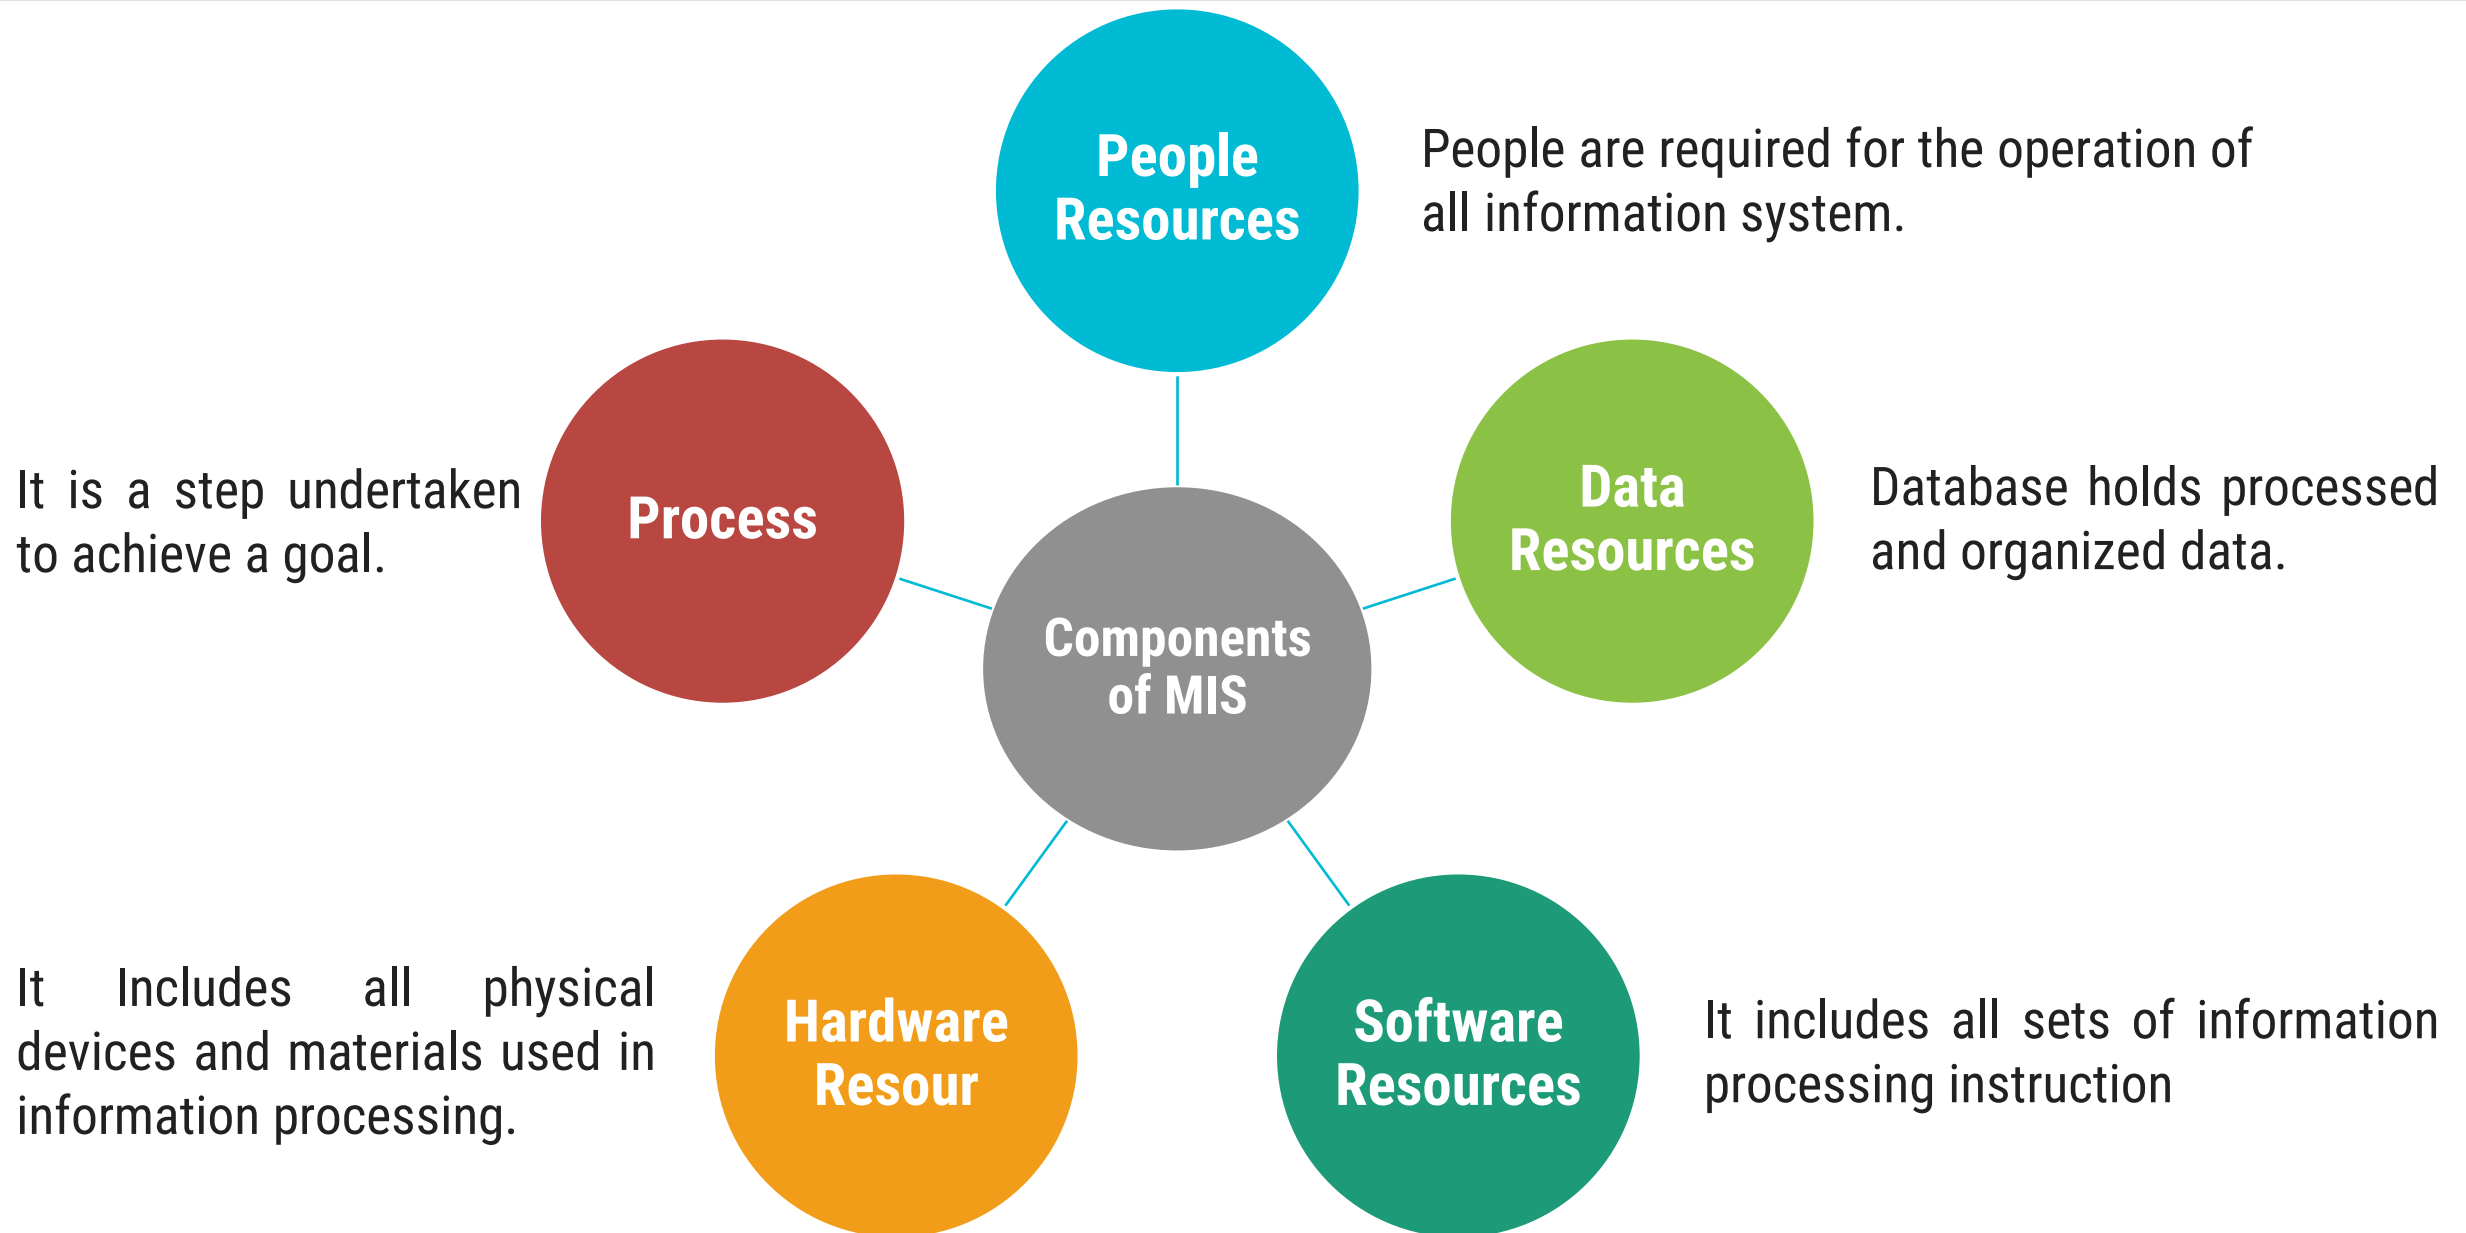 People
Resources
People are required for the operation of
all information system.
Process
It is a step undertaken
to achieve a goal.
Data
Resources
Database holds processed
and organized data.
Components
of MIS
Hardware
Resour
It Includes all physical
devices and materials used in
information processing.
Software
Resources
It includes all sets of information
processing instruction